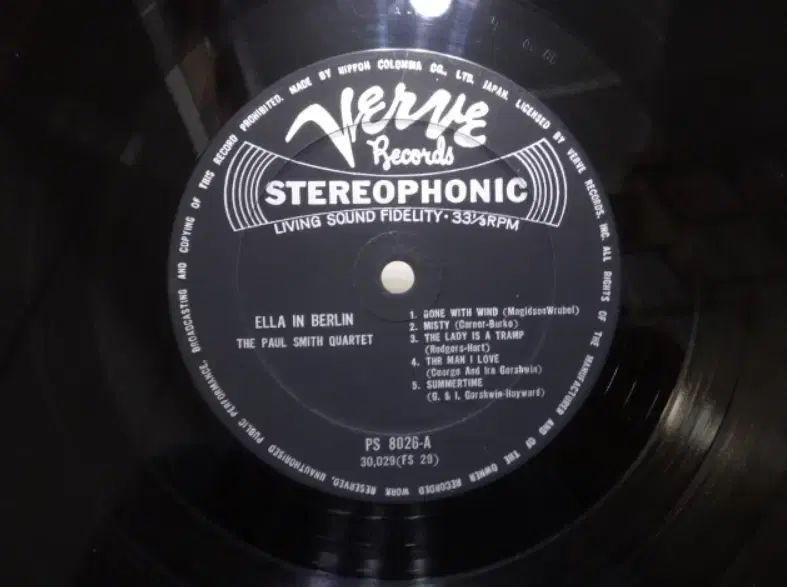 MADE BY NIPPON COLUMBIA CO., LTD. JAPAN. LICENSED BY VERVE RECORDS, INC. ALL RIGHTS OF THE MANUFACTURER AND OF THE OWNER RECORDED WORK RESERVED. UNAUTHORISED PUBLIC PERFORMANCE, BROADCASTING AND COPYING OF THIS RECORD PROHIBITED.
Verve
Records
STEREOPHONIC
LIVING SOUND FIDELITY • 33⅓ RPM
ELLA IN BERLIN
THE PAUL SMITH QUARTET
1. GONE WITH WIND (MagidsonWrubel)
2. MISTY (Garner-Burke)
3. THE LADY IS A TRAMP
(Rodgers-Hart)
4. THR MAN I LOVE
(George And Ira Gershwin)
5. SUMMERTIME
(G. & I. Gershwin-Hayward)
PS 8026-A
30,029(FS 29)